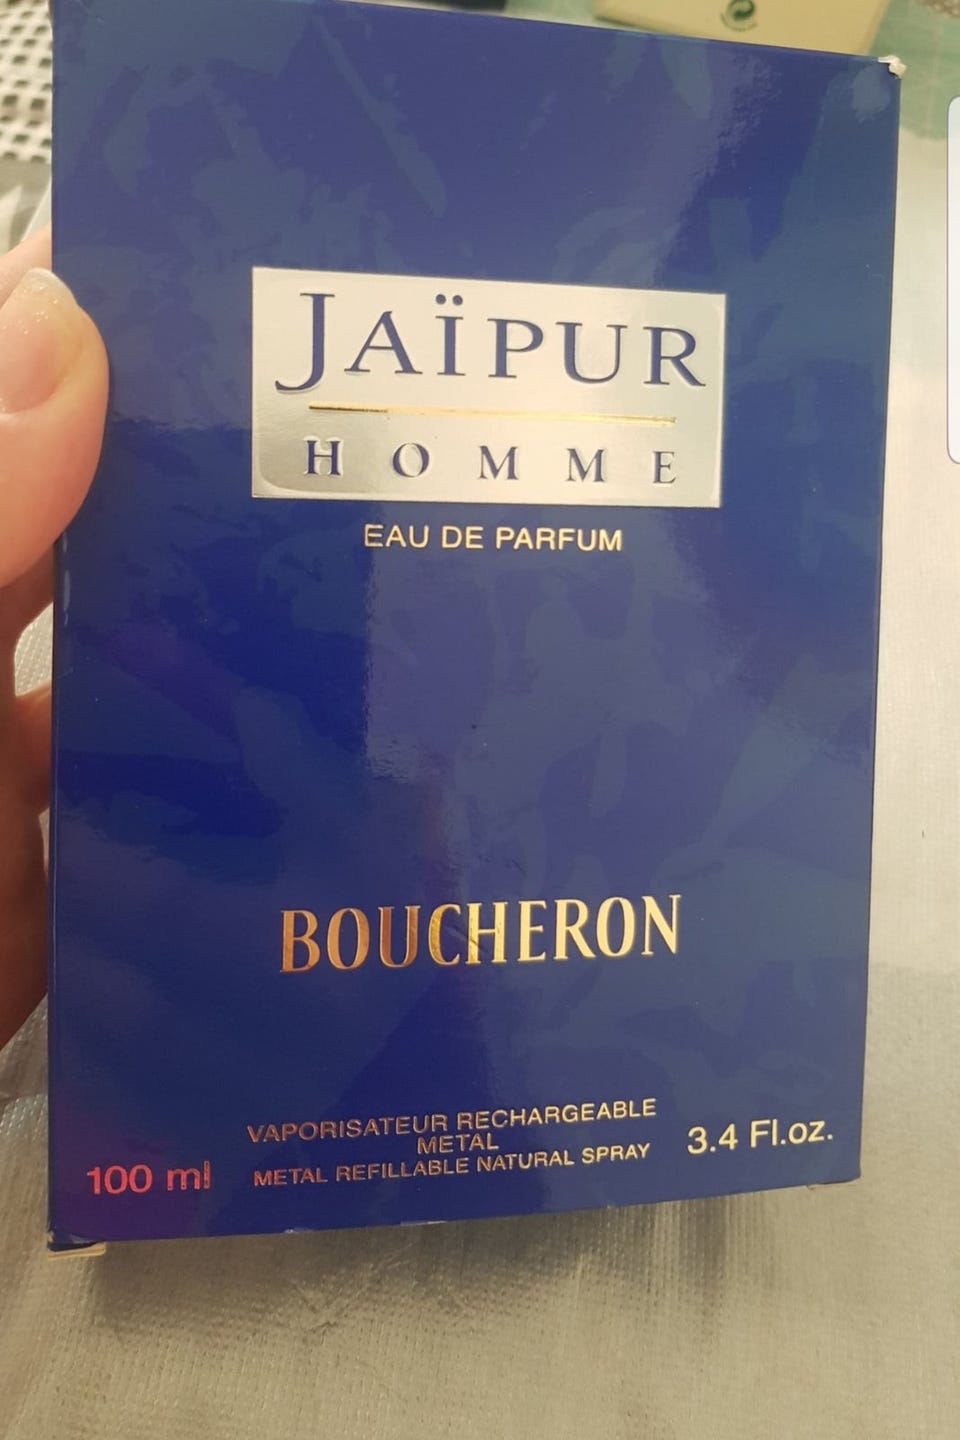 JAÏPUR
HOMME
EAU DE PARFUM
BOUCHERON
VAPORISATEUR RECHARGEABLE
METAL
METAL REFILLABLE NATURAL SPRAY
100 ml
3.4 Fl.oz.